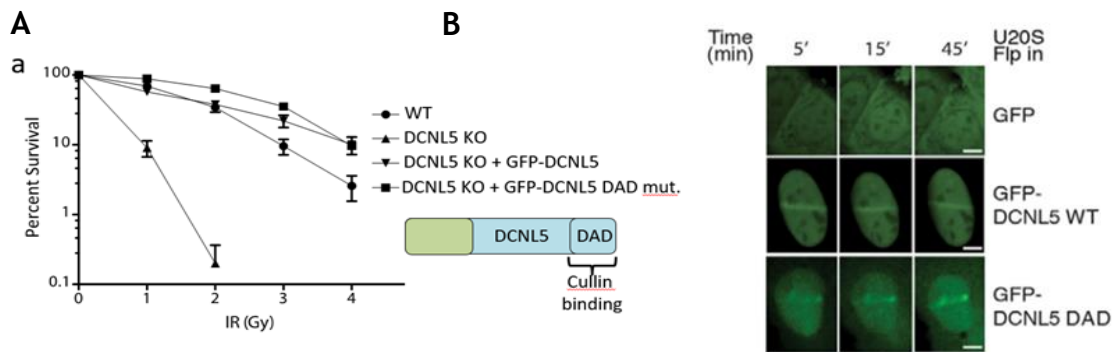 A
a
Percent Survival
100
10
1
0.1
0
1
2
3
4
IR (Gy)
WT
DCNL5 KO
DCNL5 KO + GFP-DCNL5
DCNL5 KO + GFP-DCNL5 DAD mut.
DCNL5
DAD
Cullin
binding
B
Time
(min)
5'
15'
45'
U20S
Flp in
GFP
GFP-
DCNL5 WT
GFP-
DCNL5 DAD